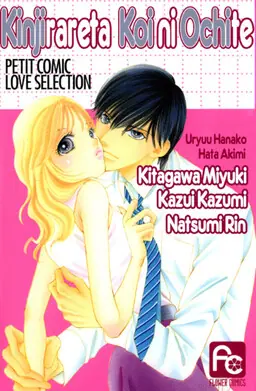 Kinjirareta Koi ni Ochite
PETIT COMIC
LOVE SELECTION
Uryuu Hanako
Hata Akimi
Kitagawa Miyuki
Kazui Kazumi
Natsumi Rin
FC
FLOWER COMICS